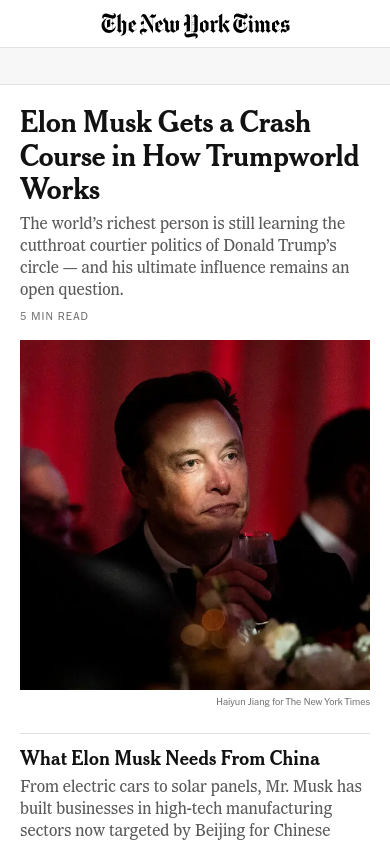 The New York Times
Elon Musk Gets a Crash
Course in How Trumpworld
Works
The world’s richest person is still learning the
cutthroat courtier politics of Donald Trump’s
circle — and his ultimate influence remains an
open question.
5 MIN READ
Haiyun Jiang for The New York Times
What Elon Musk Needs From China
From electric cars to solar panels, Mr. Musk has
built businesses in high-tech manufacturing
sectors now targeted by Beijing for Chinese